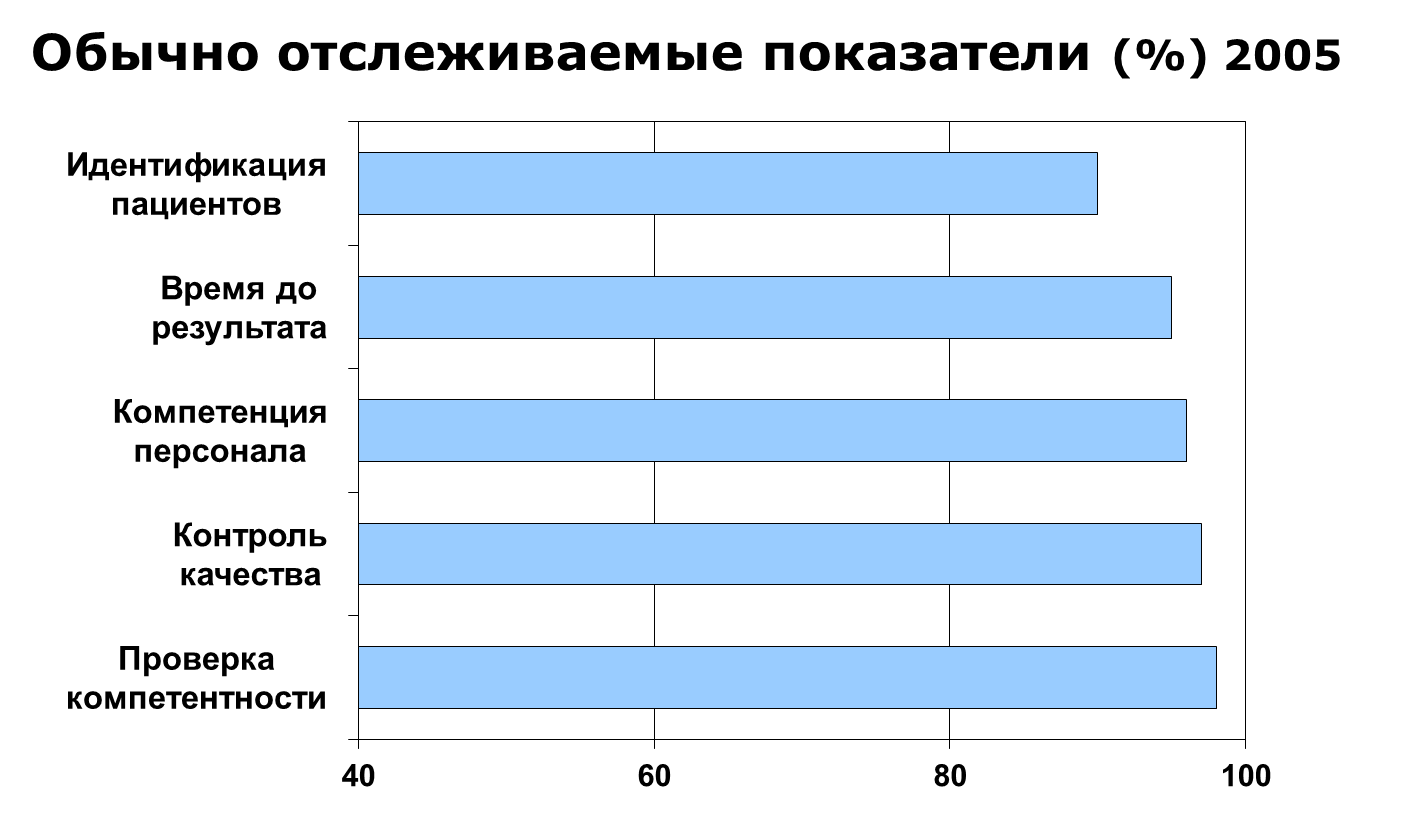 Обычно отслеживаемые показатели (%) 2005
Идентификация
пациентов
Время до
результата
Компетенция
персонала
Контроль
качества
Проверка
компетентности
40 60 80 100